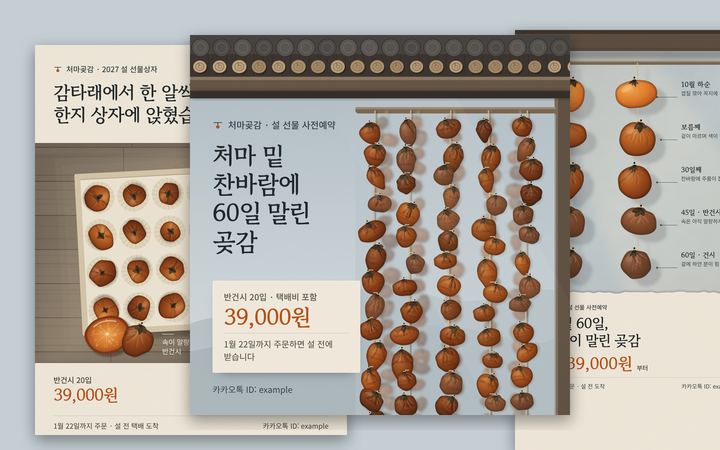 처마곶감 · 2027 설 선물상자
감타래에서 한 알씩
한지 상자에 앉혔습
속이 말랑
반건시
반건시 20입
39,000원
1월 22일까지 주문 · 설 전 택배 도착
카카오톡 ID: example
처마곶감 · 설 선물 사전예약
처마 밑
찬바람에
60일 말린
곶감
반건시 20입 · 택배비 포함
39,000원
1월 22일까지 주문하면 설 전에
받습니다
카카오톡 ID: example
10월 하순
보름째
30일째
45일 · 반건시
60일 · 건시
설 선물 사전예약
60일,
곶감
39,000원 부터
설 전 도착
카카오톡 ID: exam